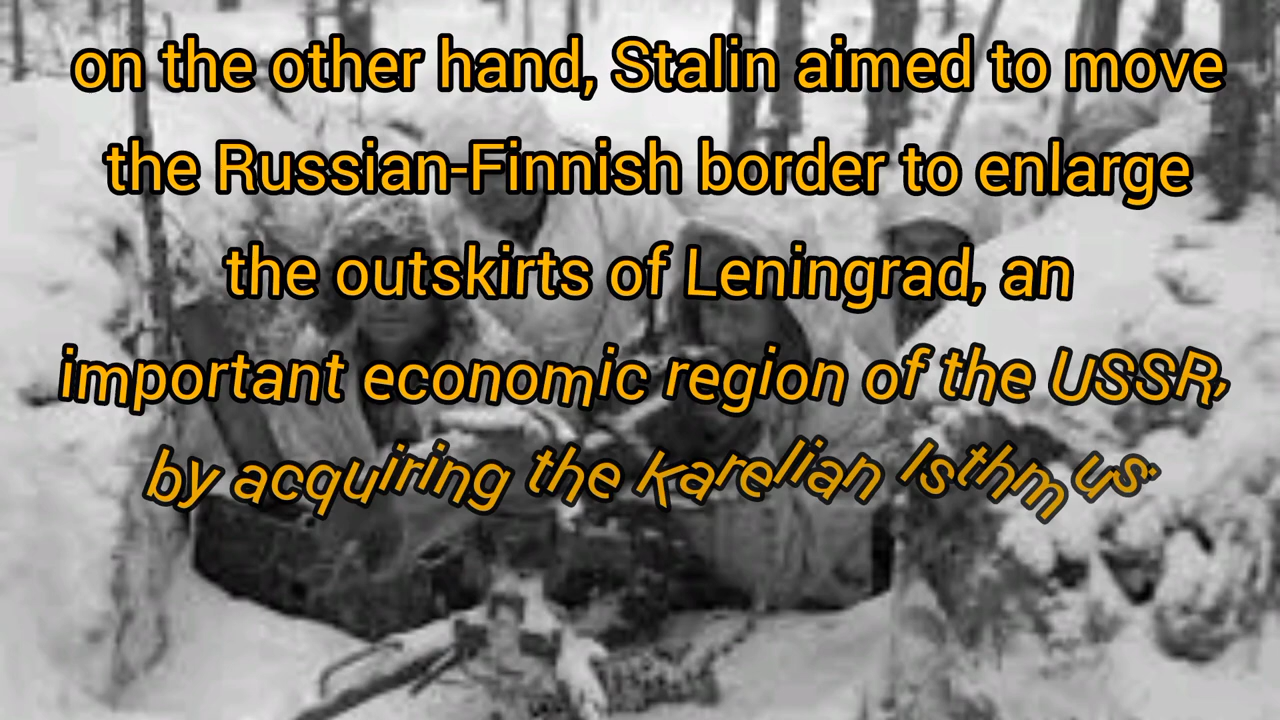 on the other hand, Stalin aimed to move
the Russian-Finnish border to enlarge
the outskirts of Leningrad, an
important economic region of the USSR,
by acquiring the Karelian Isthmus.